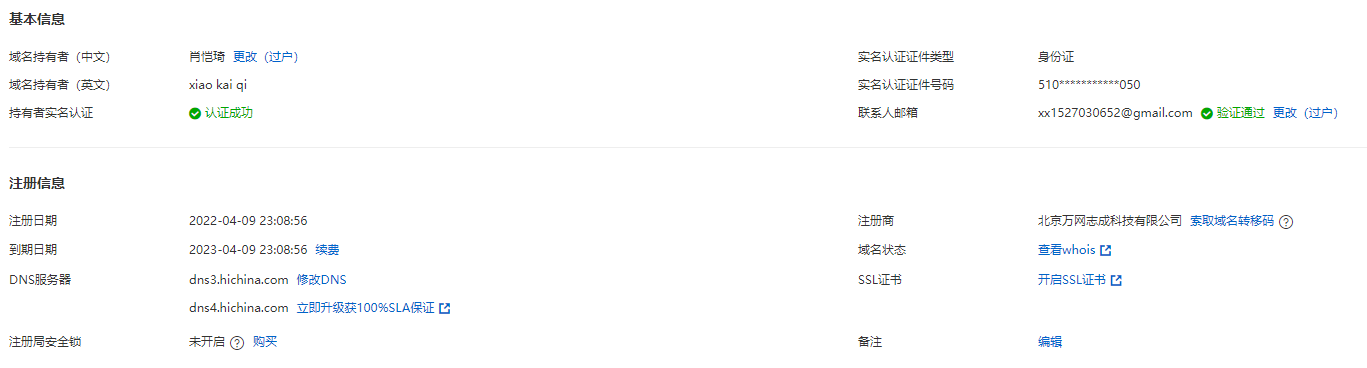 基本信息
域名持有者（中文） 肖恺琦 更改（过户） 实名认证证件类型 身份证
域名持有者（英文） xiao kai qi 实名认证证件号码 510***********050
持有者实名认证 认证成功 联系人邮箱 xx1527030652@gmail.com 验证通过 更改（过户）
注册信息
注册日期 2022-04-09 23:08:56 注册商 北京万网志成科技有限公司 索取域名转移码 ?
到期日期 2023-04-09 23:08:56 续费 域名状态 查看whois
DNS服务器 dns3.hichina.com 修改DNS SSL证书 开启SSL证书
dns4.hichina.com 立即升级获100%SLA保证
注册局安全锁 未开启 ? 购买 备注 编辑